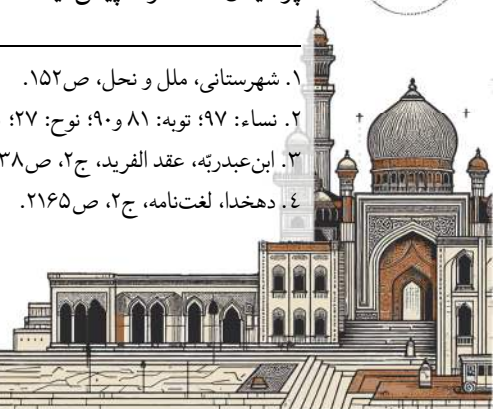 ۱. شهرستانی، ملل و نحل، ص۱۵۲.
۲. نساء: ۹۷؛ توبه: ۸۱ و۹۰؛ نوح: ۲۷؛
۳. ابن‌عبدربّه، عقد الفرید، ج۲، ص۳۸
٤. دهخدا، لغت‌نامه، ج۲، ص۲۱۶۵.